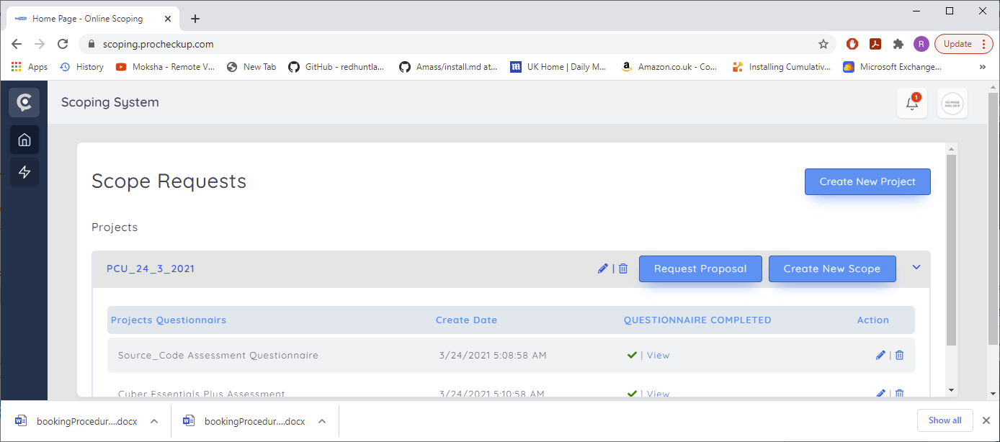 Home Page - Online Scoping
scoping.procheckup.com
R
Update
Apps
History
Moksha - Remote V...
New Tab
GitHub - redhuntla...
Amass/install.md at...
UK Home | Daily M...
Amazon.co.uk - Co...
Installing Cumulativ...
Microsoft Exchange...
»
Scoping System
1
Scope Requests
Create New Project
Projects
PCU_24_3_2021
|
Request Proposal
Create New Scope
Projects Questionnairs Create Date QUESTIONNAIRE COMPLETED Action
Source_Code Assessment Questionnaire 3/24/2021 5:08:58 AM | View |
Cyber Essentials Plus Assessment 3/24/2021 5:10:58 AM | View |
bookingProcedur....docx
bookingProcedur....docx
Show all